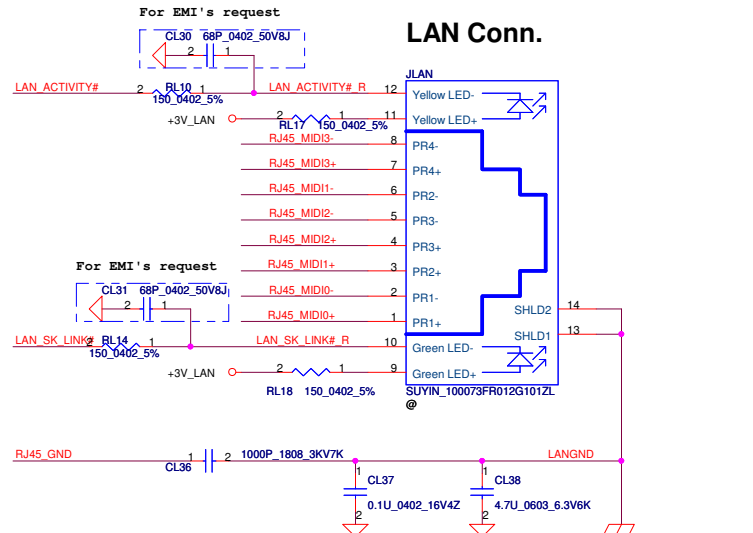 For EMI's request
LAN Conn.
CL30 68P_0402_50V8J
2 1
JLAN
LAN_ACTIVITY# 2 RL10 1 LAN_ACTIVITY#_R 12 Yellow LED-
150_0402_5%
+3V_LAN 2 1 11 Yellow LED+
RL17 150_0402_5%
RJ45_MIDI3- 8 PR4-
RJ45_MIDI3+ 7 PR4+
RJ45_MIDI1- 6 PR2-
RJ45_MIDI2- 5 PR3-
RJ45_MIDI2+ 4 PR3+
RJ45_MIDI1+ 3 PR2+
For EMI's request
CL31 68P_0402_50V8J
2 1
RJ45_MIDI0- 2 PR1-
RJ45_MIDI0+ 1 PR1+
SHLD2 14
SHLD1 13
LAN_SK_LINK# 2 RL14 1 LAN_SK_LINK#_R 10 Green LED-
150_0402_5%
+3V_LAN 2 1 9 Green LED+
RL18 150_0402_5%
SUYIN_100073FR012G101ZL
@
RJ45_GND 1 2 1000P_1808_3KV7K LANGND
CL36
1 1
CL37 CL38
0.1U_0402_16V4Z 4.7U_0603_6.3V6K
2 2